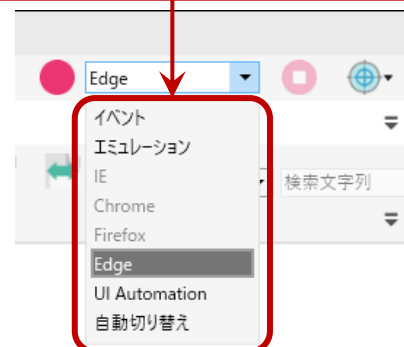 Edge
イベント
エミュレーション
IE
Chrome
検索文字列
Firefox
Edge
UI Automation
自動切り替え